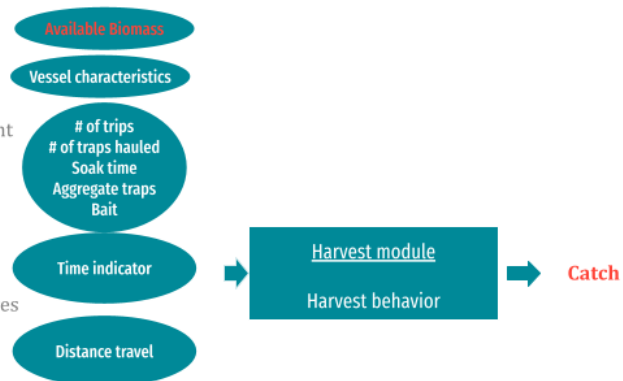 Available Biomass
Vessel characteristics
# of trips
# of traps hauled
Soak time
Aggregate traps
Bait
Time indicator
Distance travel
Harvest module
Harvest behavior
Catch